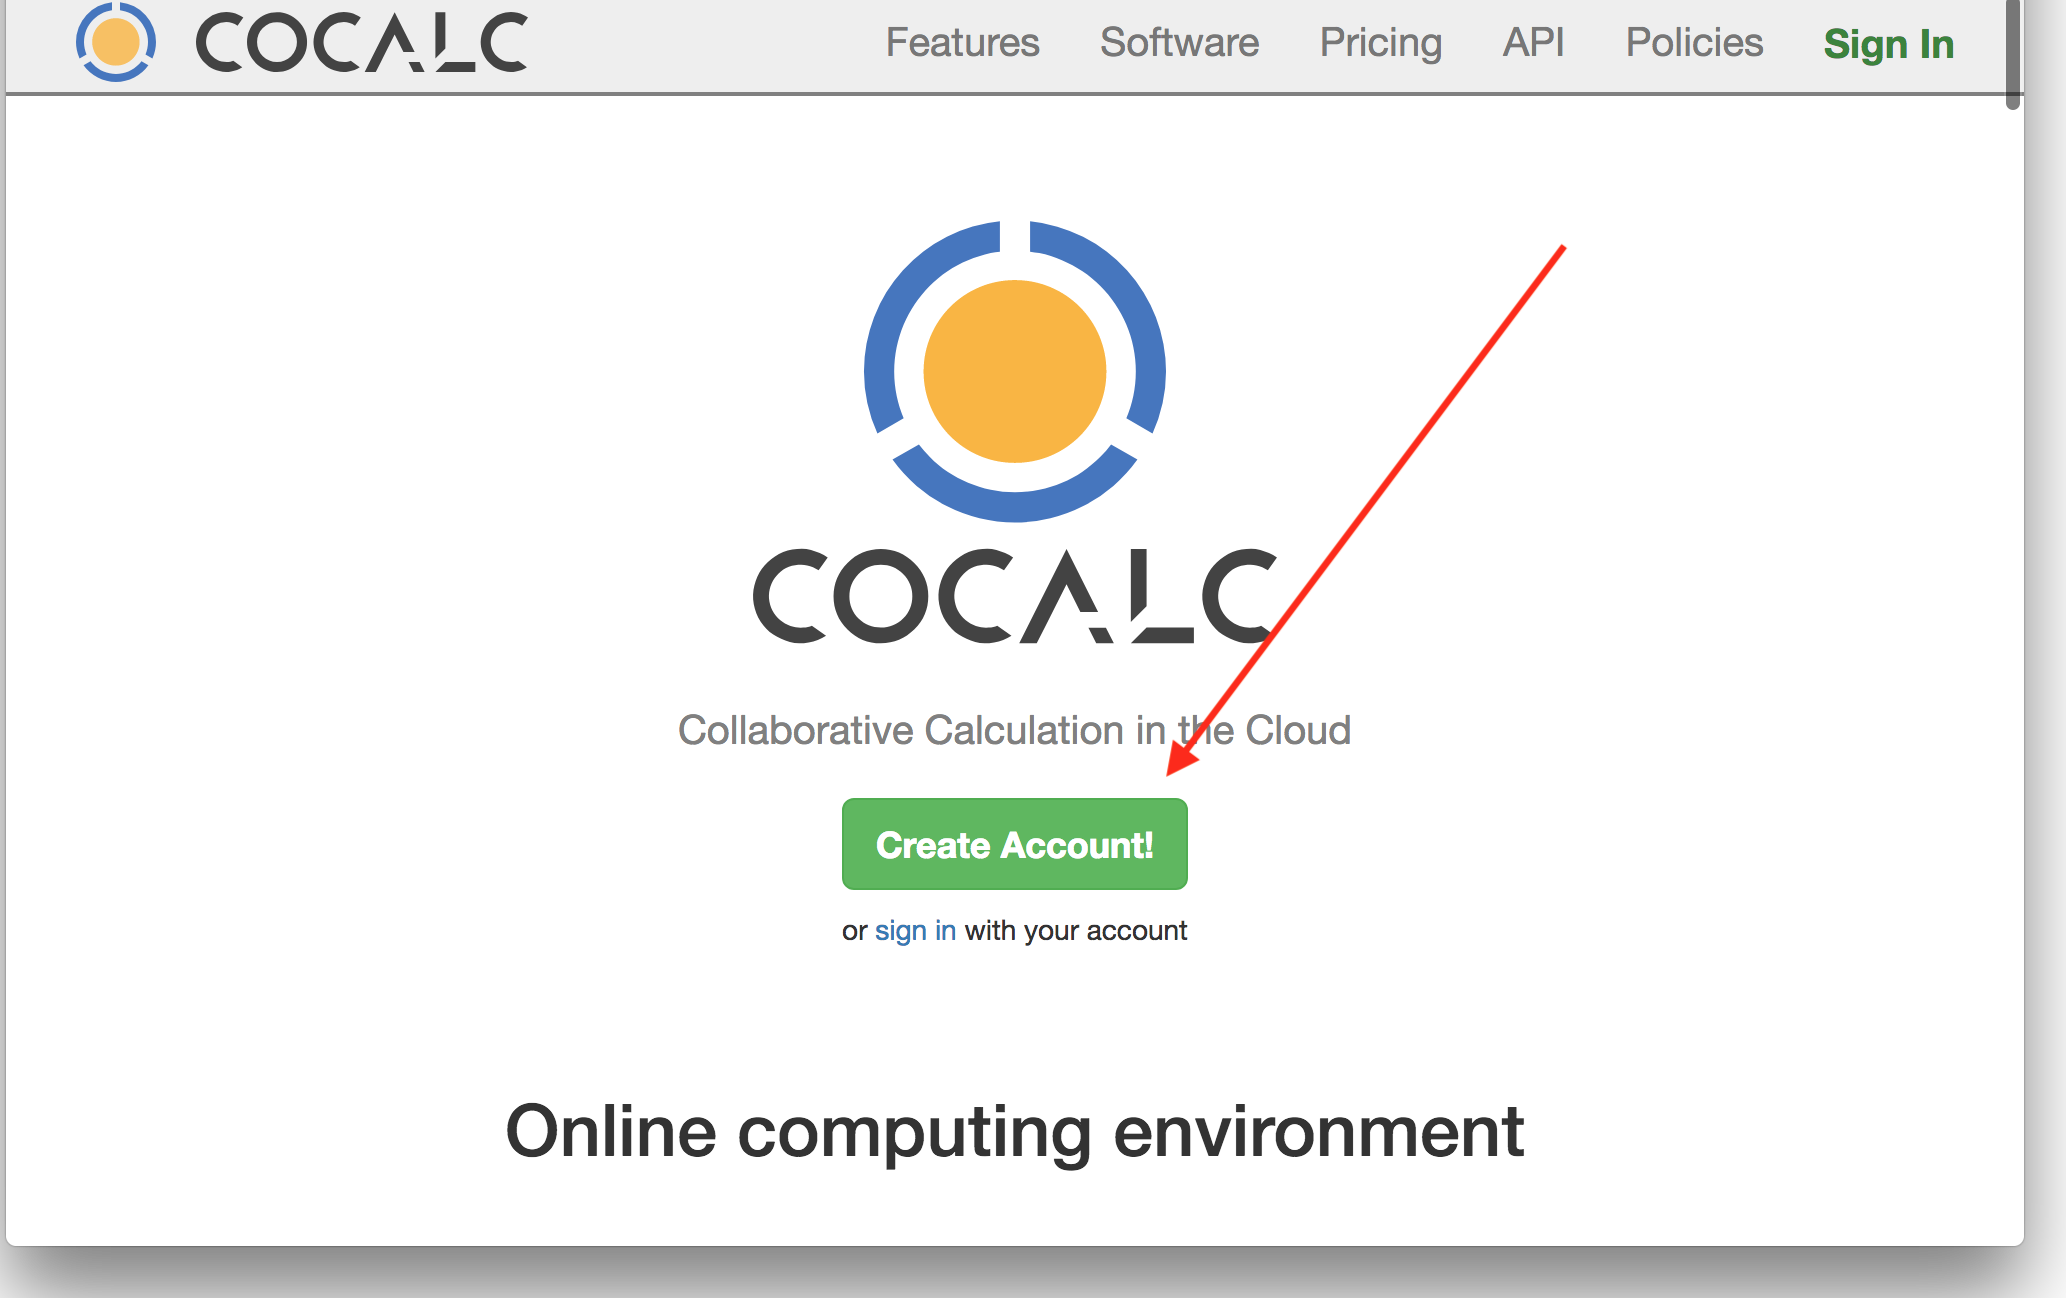 COCALC Features Software Pricing API Policies Sign In
COCALC
Collaborative Calculation in the Cloud
Create Account!
or sign in with your account
Online computing environment